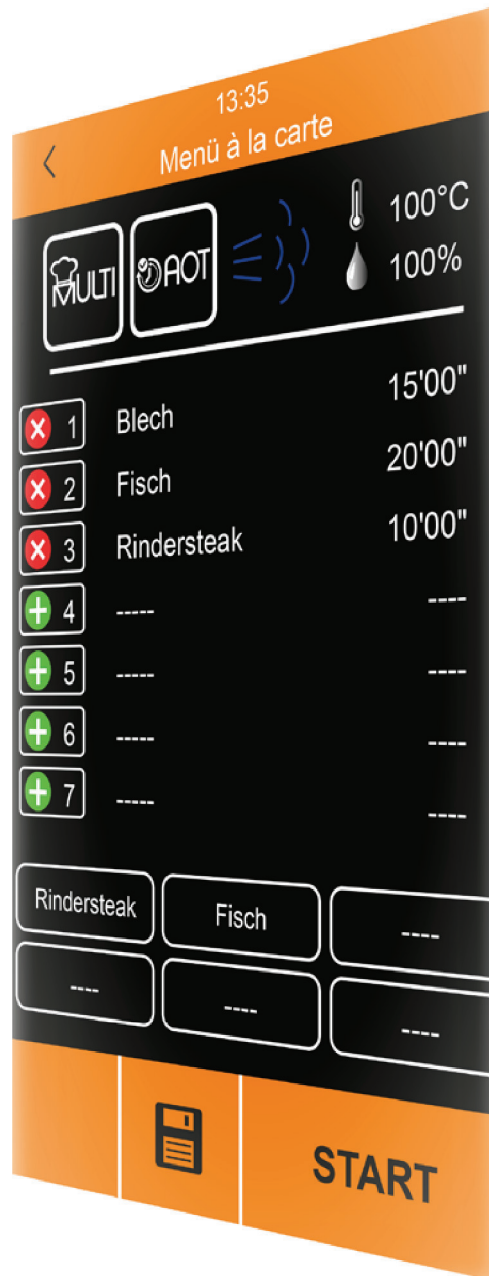 13:35
Menü à la carte
MULTI AOT 100°C
100%
1 Blech 15'00"
2 Fisch 20'00"
3 Rindersteak 10'00"
4 ----- ----
5 ----- ----
6 ----- ----
7 ----- ----
Rindersteak Fisch ----
---- ---- ----
START